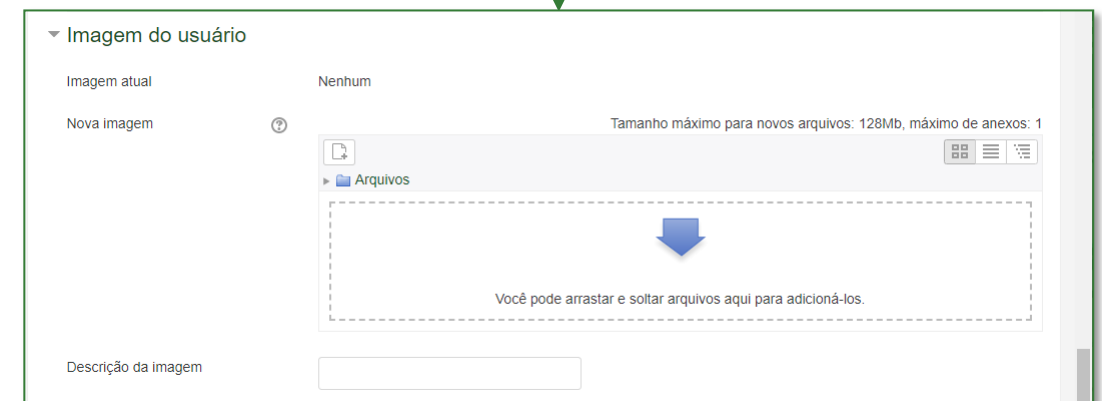 Imagem do usuário
Imagem atual Nenhum
Nova imagem Tamanho máximo para novos arquivos: 128Mb, máximo de anexos: 1
Arquivos
Você pode arrastar e soltar arquivos aqui para adicioná-los.
Descrição da imagem